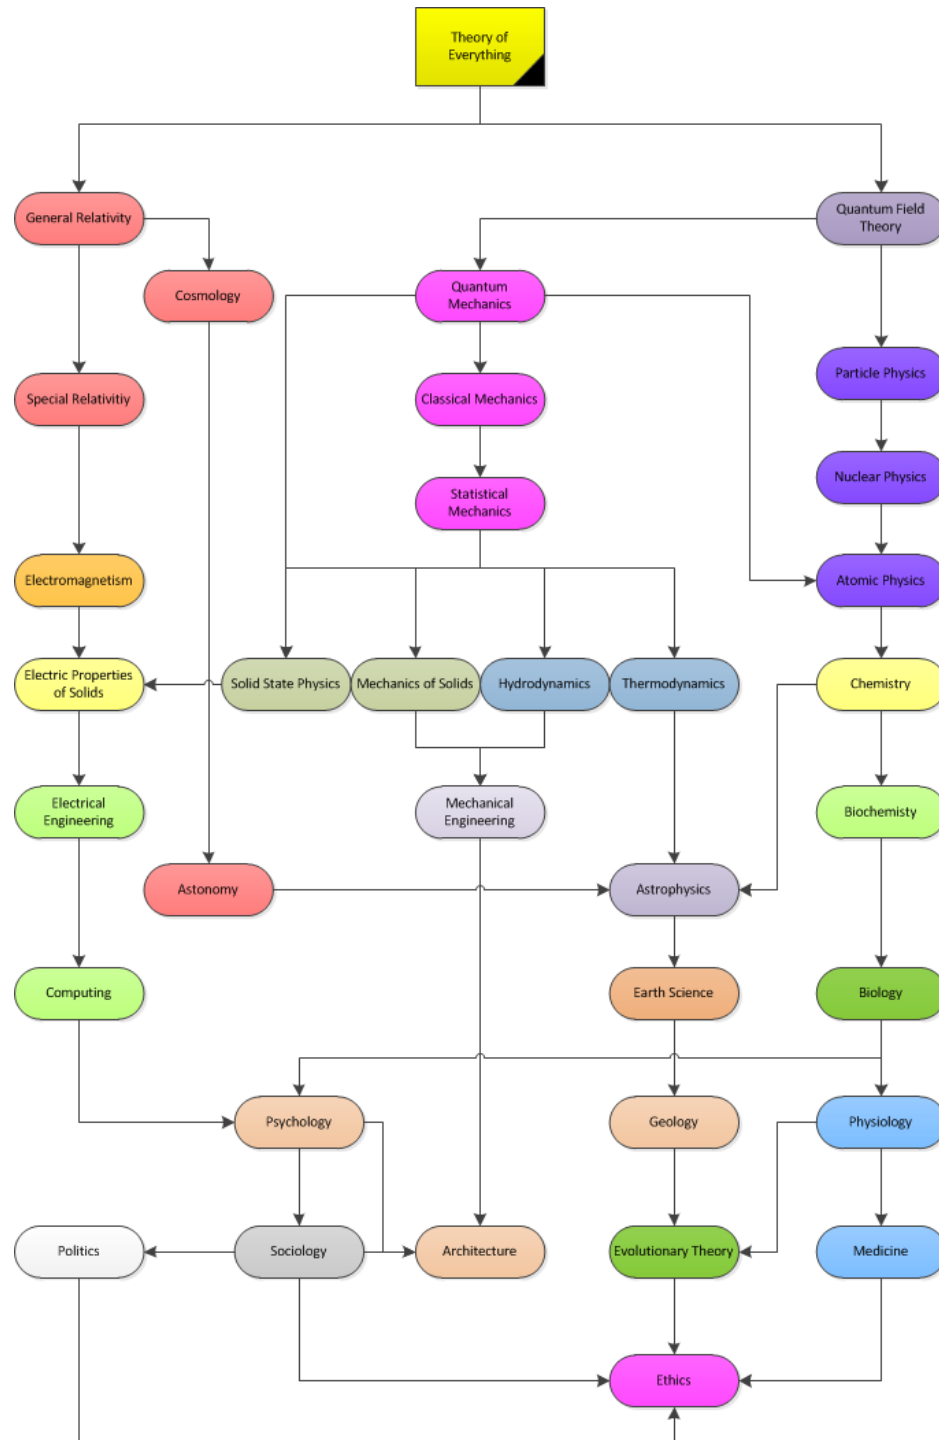 Theory of
Everything
General Relativity
Quantum Field
Theory
Cosmology
Quantum
Mechanics
Special Relativitiy
Classical Mechanics
Particle Physics
Statistical
Mechanics
Nuclear Physics
Electromagnetism
Atomic Physics
Electric Properties
of Solids
Solid State Physics
Mechanics of Solids
Hydrodynamics
Thermodynamics
Chemistry
Electrical
Engineering
Mechanical
Engineering
Biochemisty
Astonomy
Astrophysics
Computing
Earth Science
Biology
Psychology
Geology
Physiology
Politics
Sociology
Architecture
Evolutionary Theory
Medicine
Ethics